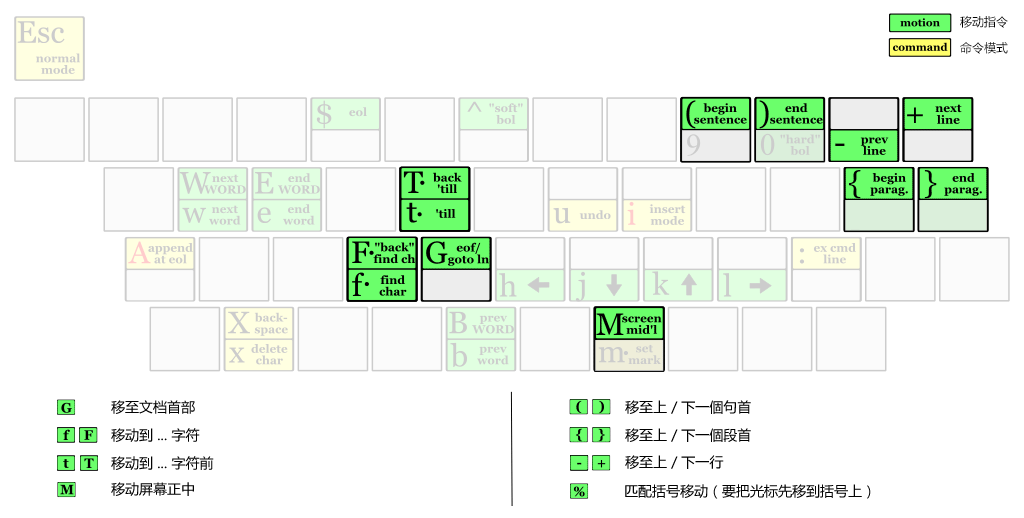 Esc
normal
mode
motion 移动指令
command 命令模式
$ eol
^ "soft"
bol
( begin
sentence
9
) end
sentence
0 "hard"
bol
- prev
line
+ next
line
W next
WORD
w next
word
E end
WORD
e end
word
T· back
'till
t· 'till
u undo
i insert
mode
{ begin
parag.
} end
parag.
A append
at eol
F· "back"
find ch
f· find
char
G eof/
goto ln
h ←
j ↓
k ↑
l →
: ex cmd
line
X back-
space
x delete
char
B prev
WORD
b prev
word
M screen
mid'l
m· set
mark
G 移至文档首部
f F 移动到 ... 字符
t T 移动到 ... 字符前
M 移动屏幕正中
( ) 移至上 / 下一個句首
{ } 移至上 / 下一個段首
- + 移至上 / 下一行
% 匹配括号移动（要把光标先移到括号上）